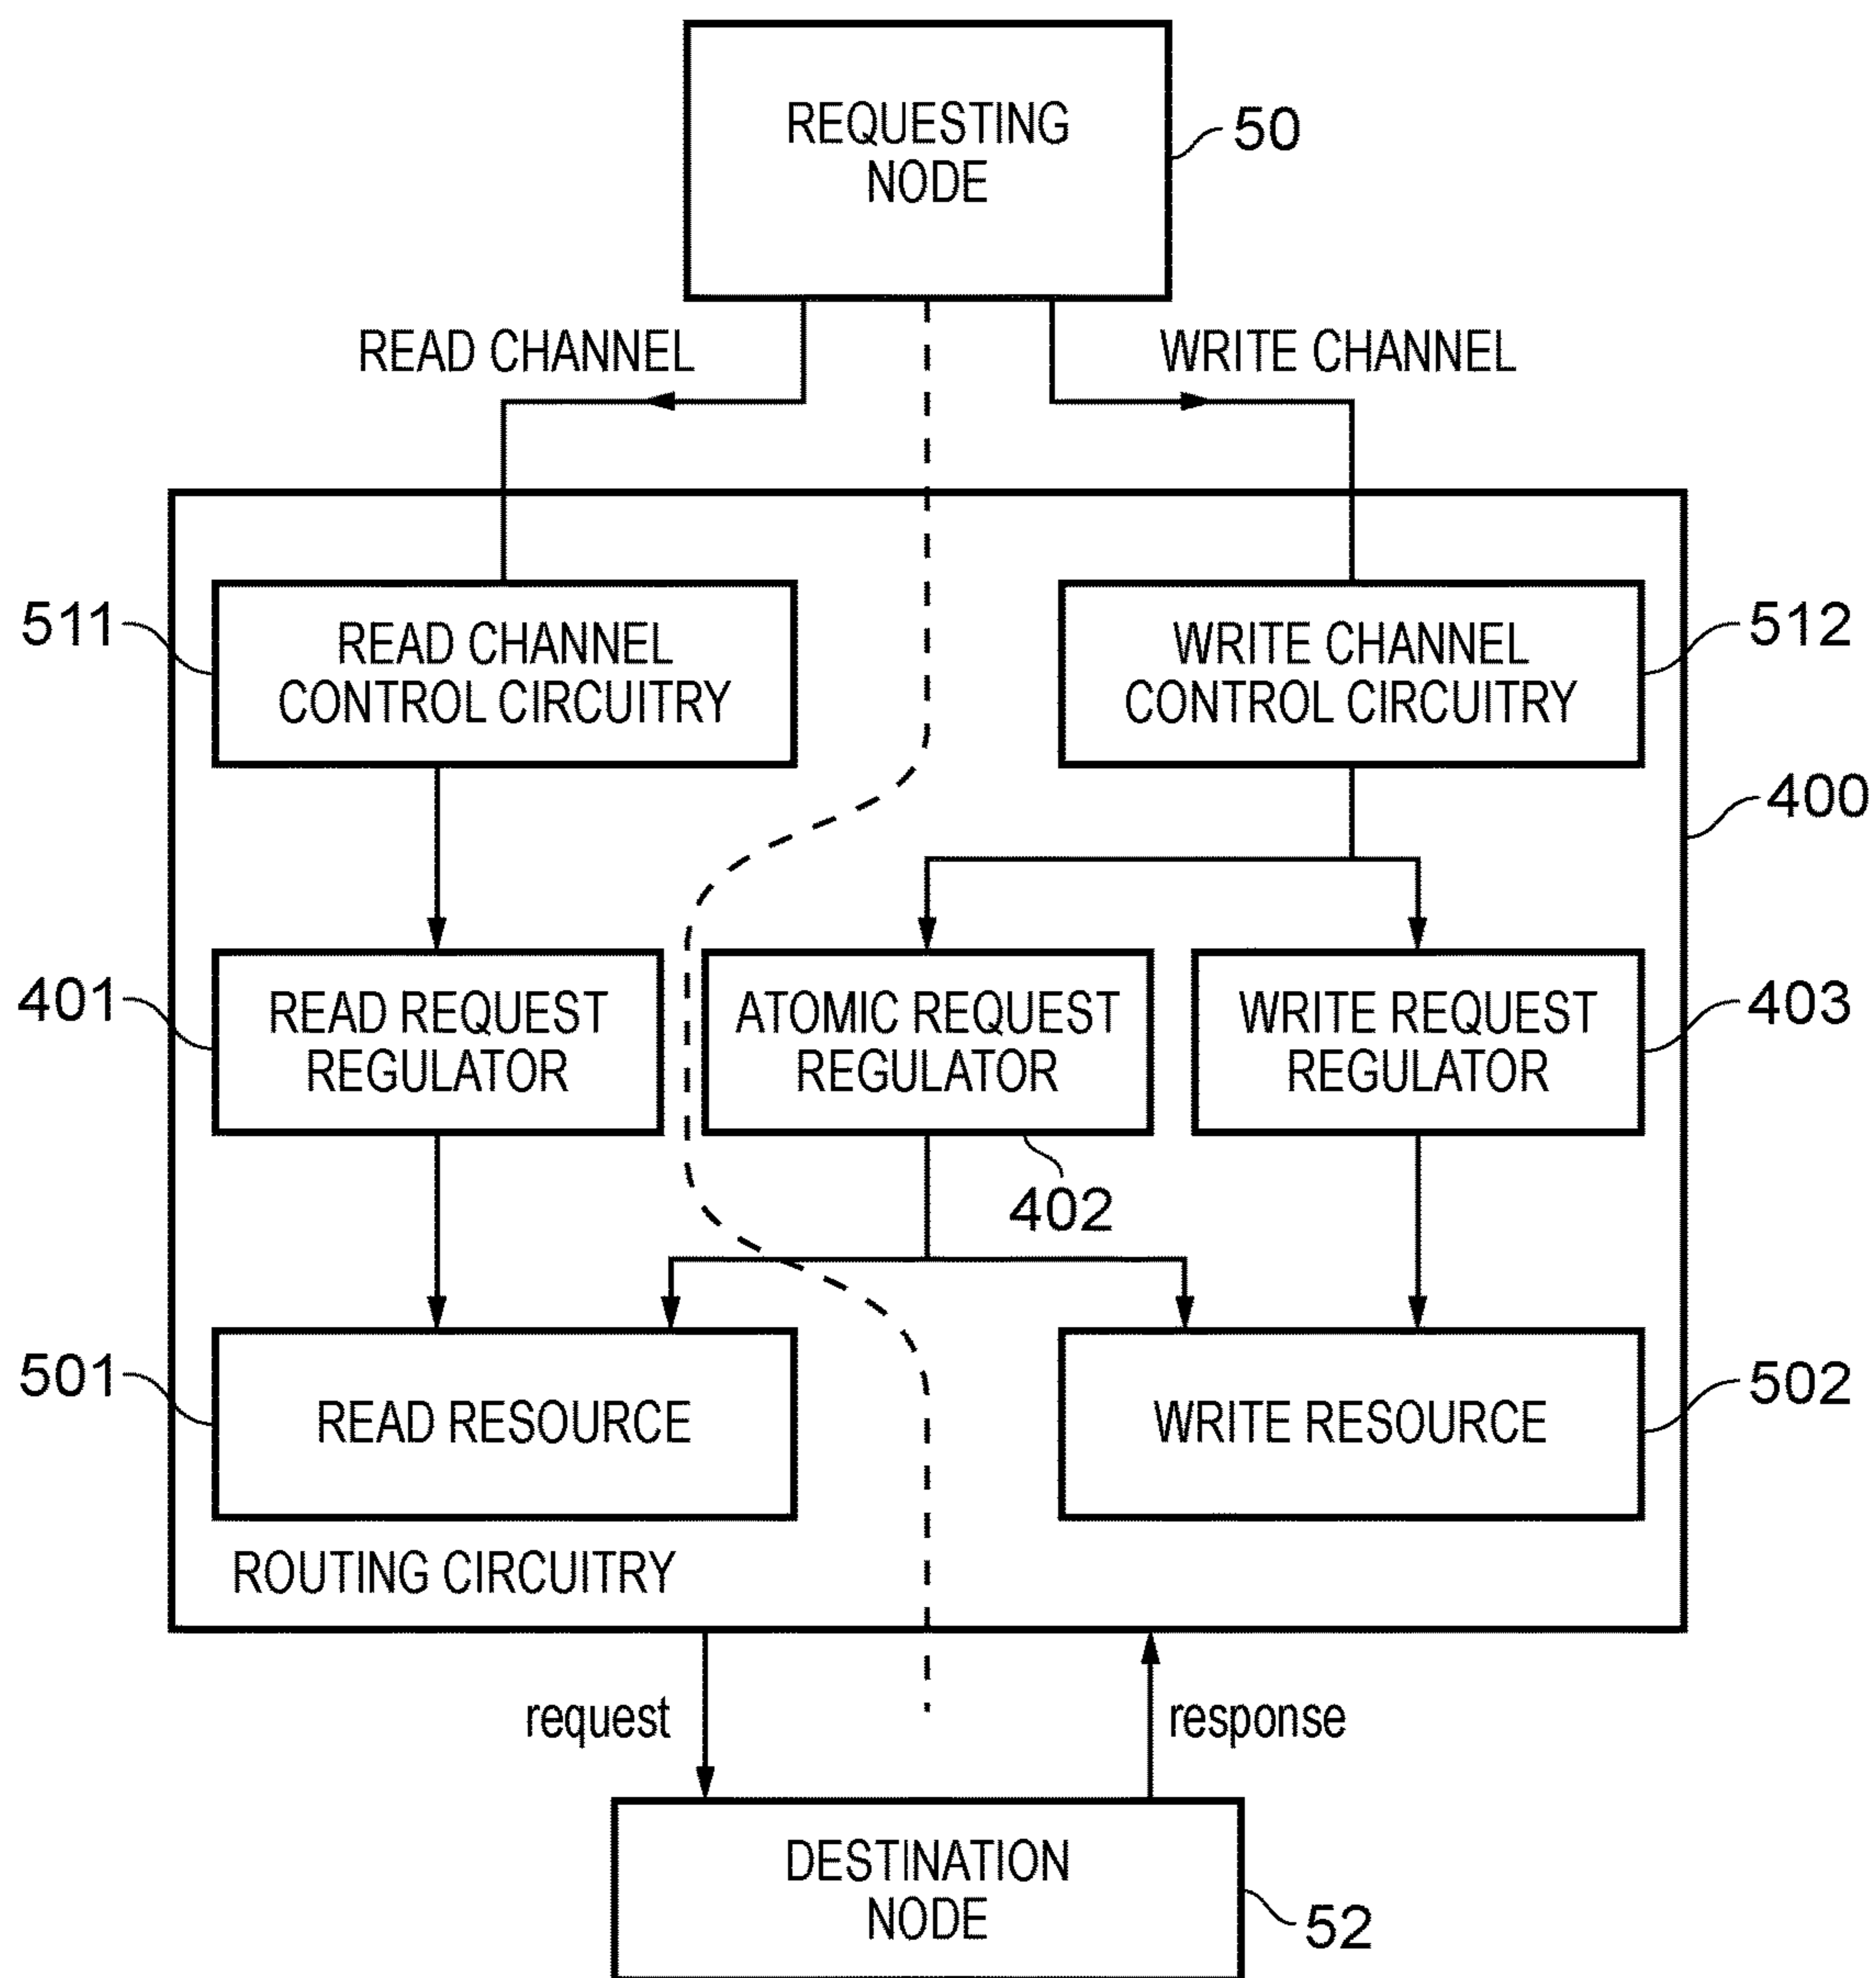 REQUESTING
NODE
50
READ CHANNEL
WRITE CHANNEL
511
READ CHANNEL
CONTROL CIRCUITRY
WRITE CHANNEL
CONTROL CIRCUITRY
512
400
401
READ REQUEST
REGULATOR
ATOMIC REQUEST
REGULATOR
WRITE REQUEST
REGULATOR
403
402
501
READ RESOURCE
WRITE RESOURCE
502
ROUTING CIRCUITRY
request
response
DESTINATION
NODE
52